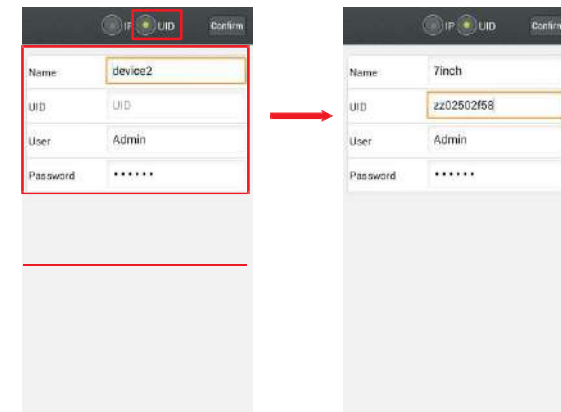 IP UID Confirm
Name device2
UID UID
User Admin
Password ••••••
IP UID Confirm
Name 7inch
UID zz02502f58
User Admin
Password ••••••